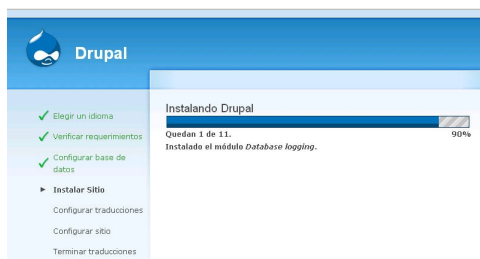 Drupal
Elegir un idioma
Verificar requerimientos
Configurar base de
datos
Instalar Sitio
Configurar traducciones
Configurar sitio
Terminar traducciones
Instalando Drupal
Quedan 1 de 11.
90%
Instalado el módulo Database logging.